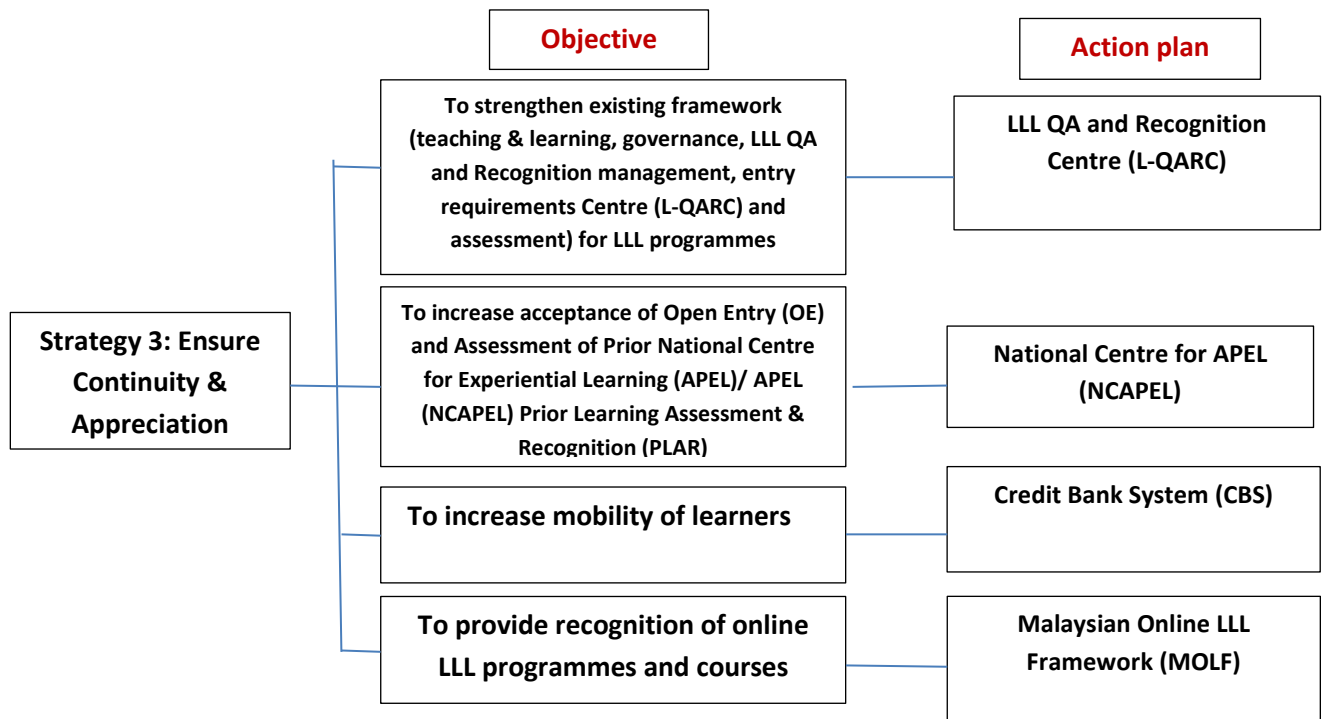 Objective
Action plan
To strengthen existing framework
(teaching & learning, governance, LLL QA
and Recognition management, entry
requirements Centre (L-QARC) and
assessment) for LLL programmes
LLL QA and Recognition
Centre (L-QARC)
Strategy 3: Ensure
Continuity &
Appreciation
To increase acceptance of Open Entry (OE)
and Assessment of Prior National Centre
for Experiential Learning (APEL)/ APEL
(NCAPEL) Prior Learning Assessment &
Recognition (PLAR)
National Centre for APEL
(NCAPEL)
To increase mobility of learners
Credit Bank System (CBS)
To provide recognition of online
LLL programmes and courses
Malaysian Online LLL
Framework (MOLF)